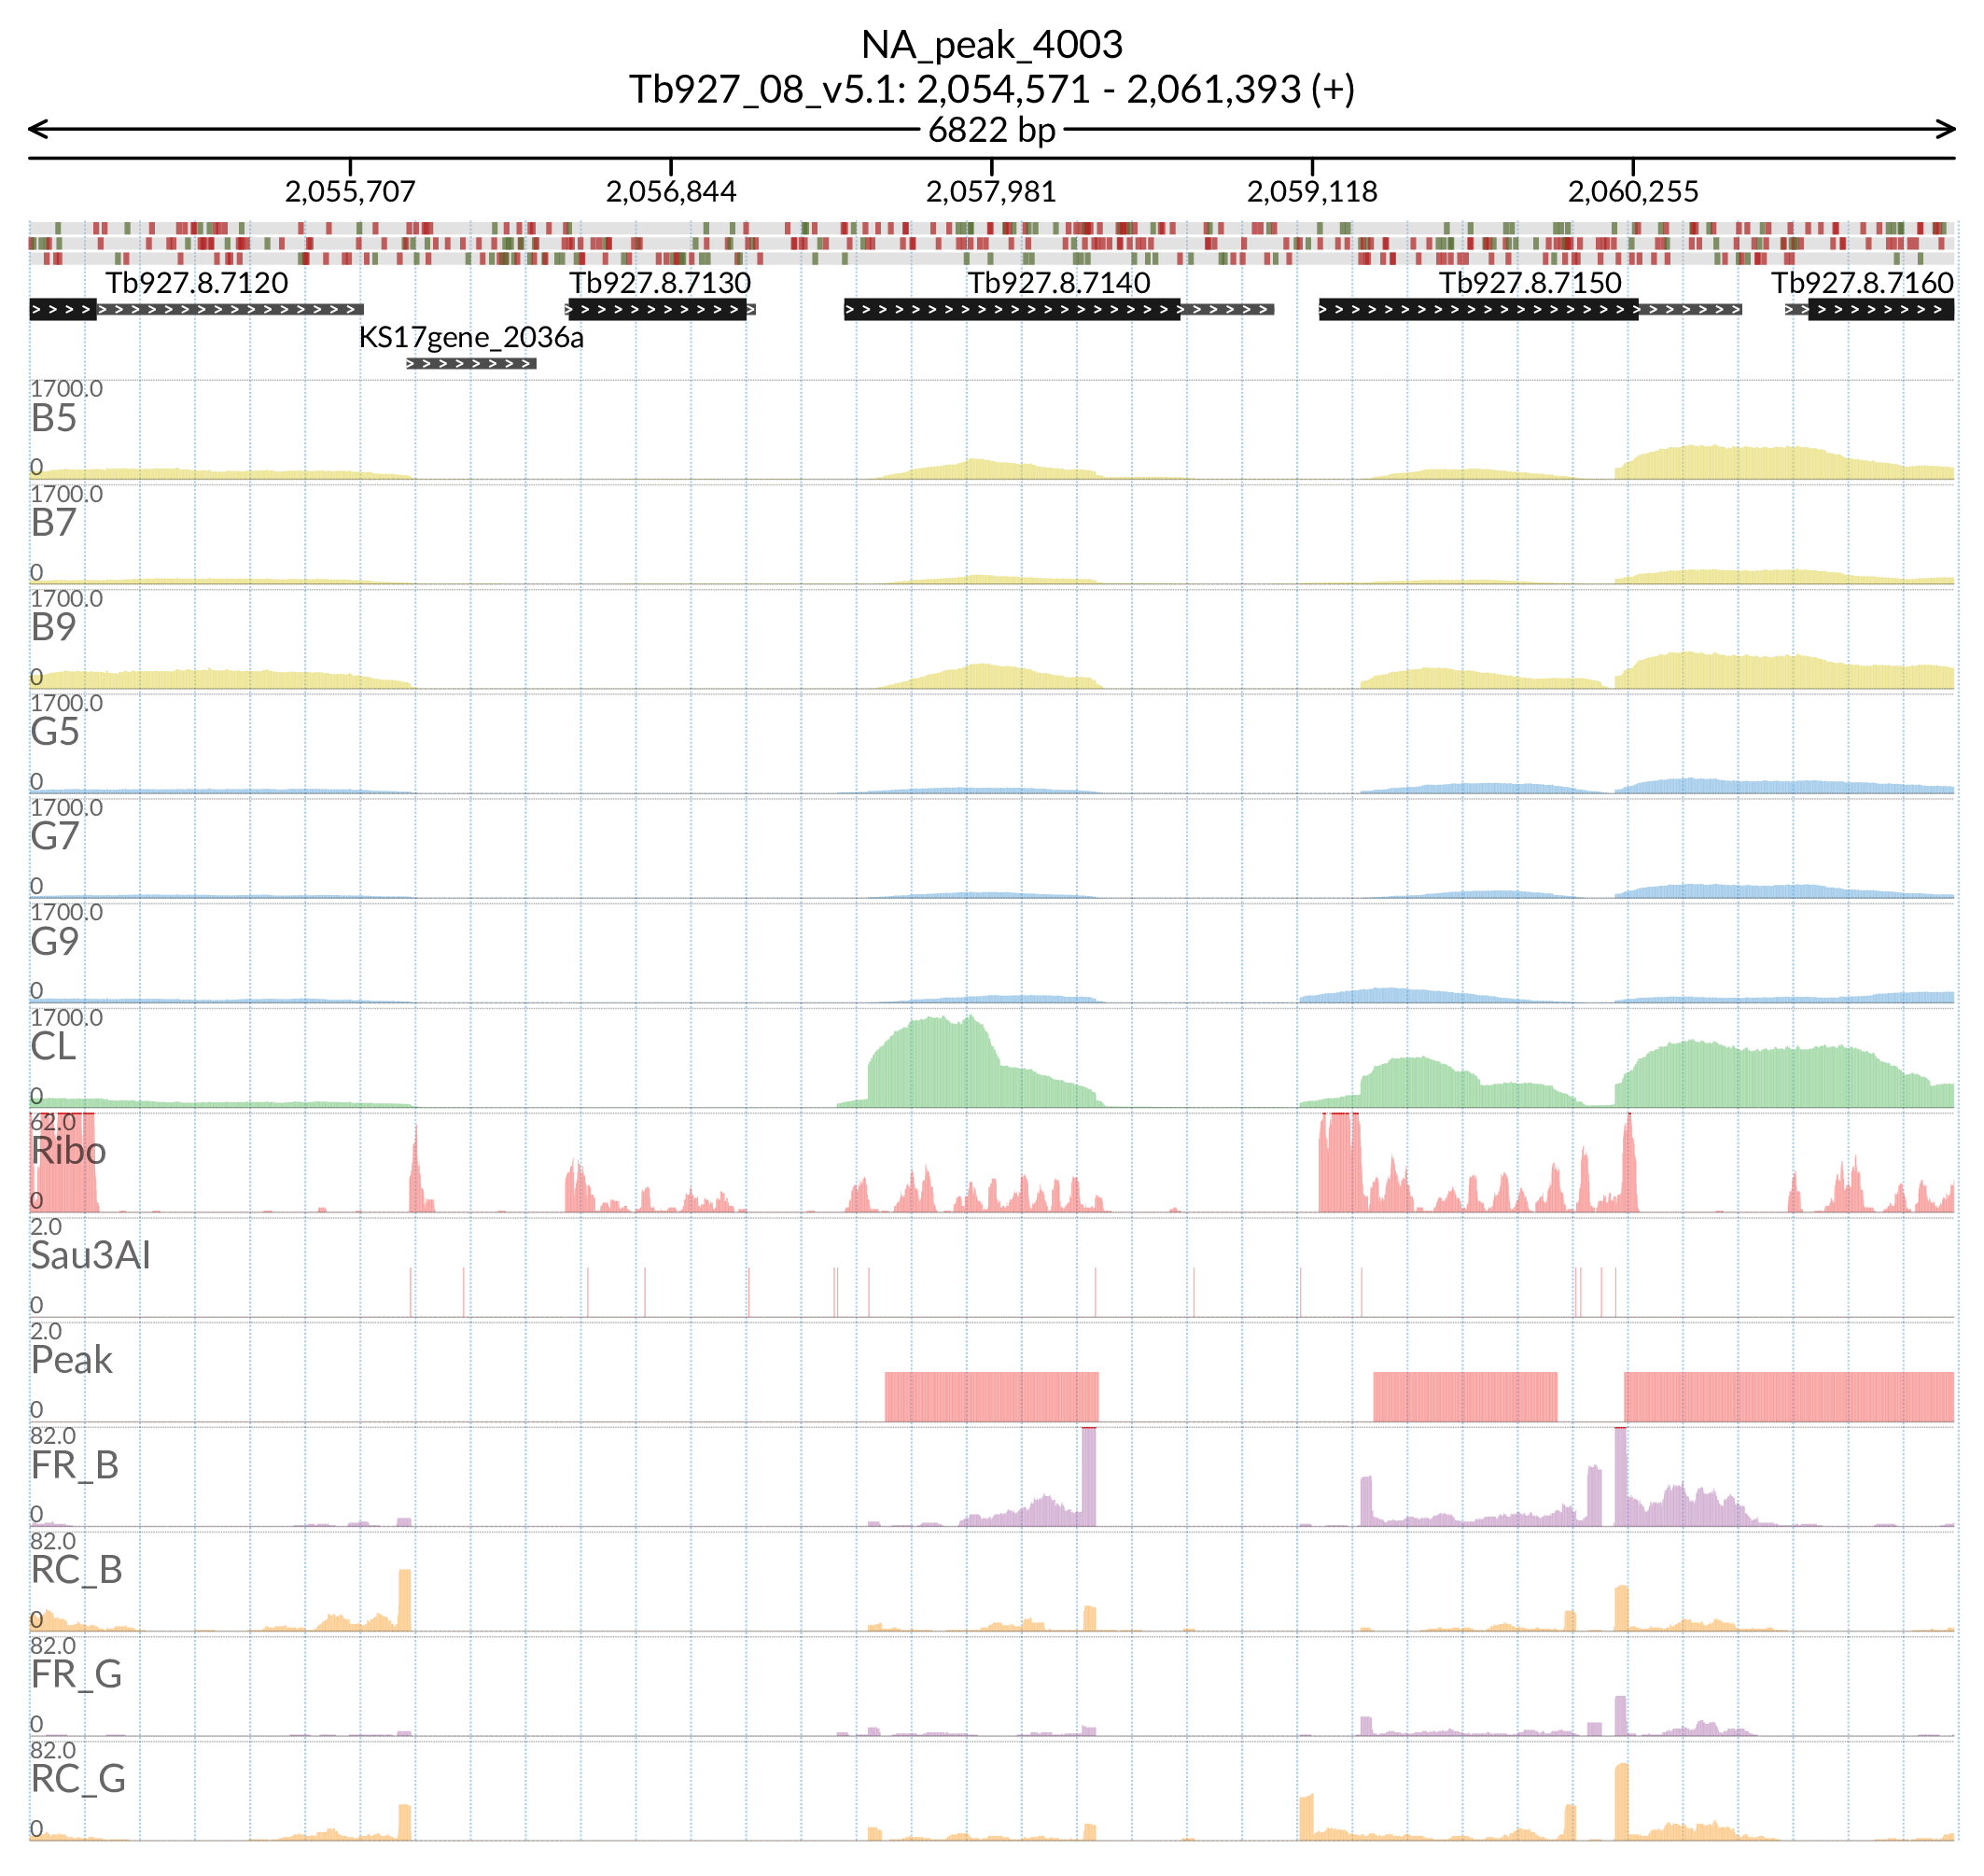 NA_peak_4003
Tb927_08_v5.1: 2,054,571 - 2,061,393 (+)
6822 bp
2,055,707 2,056,844 2,057,981 2,059,118 2,060,255
Tb927.8.7120 Tb927.8.7130 Tb927.8.7140 Tb927.8.7150 Tb927.8.7160
KS17gene_2036a
1700.0
B5
0
1700.0
B7
0
1700.0
B9
0
1700.0
G5
0
1700.0
G7
0
1700.0
G9
0
1700.0
CL
0
62.0
Ribo
0
2.0
Sau3AI
0
2.0
Peak
0
82.0
FR_B
0
82.0
RC_B
0
82.0
FR_G
0
82.0
RC_G
0